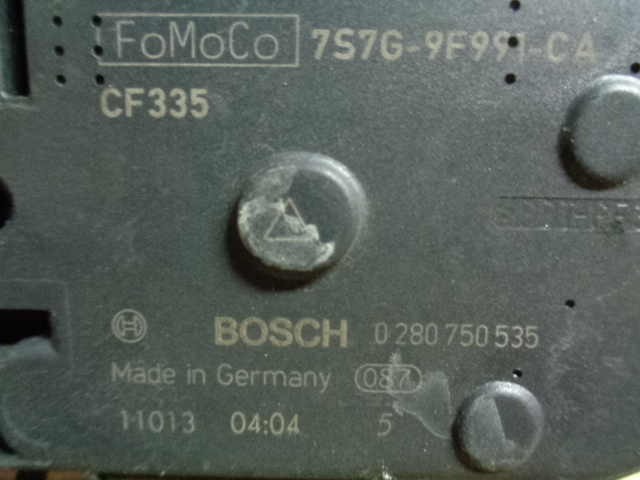 FoMoCo 7S7G-9F991-CA
CF335
BOSCH 0 280 750 535
Made in Germany 087
11013 04:04 5